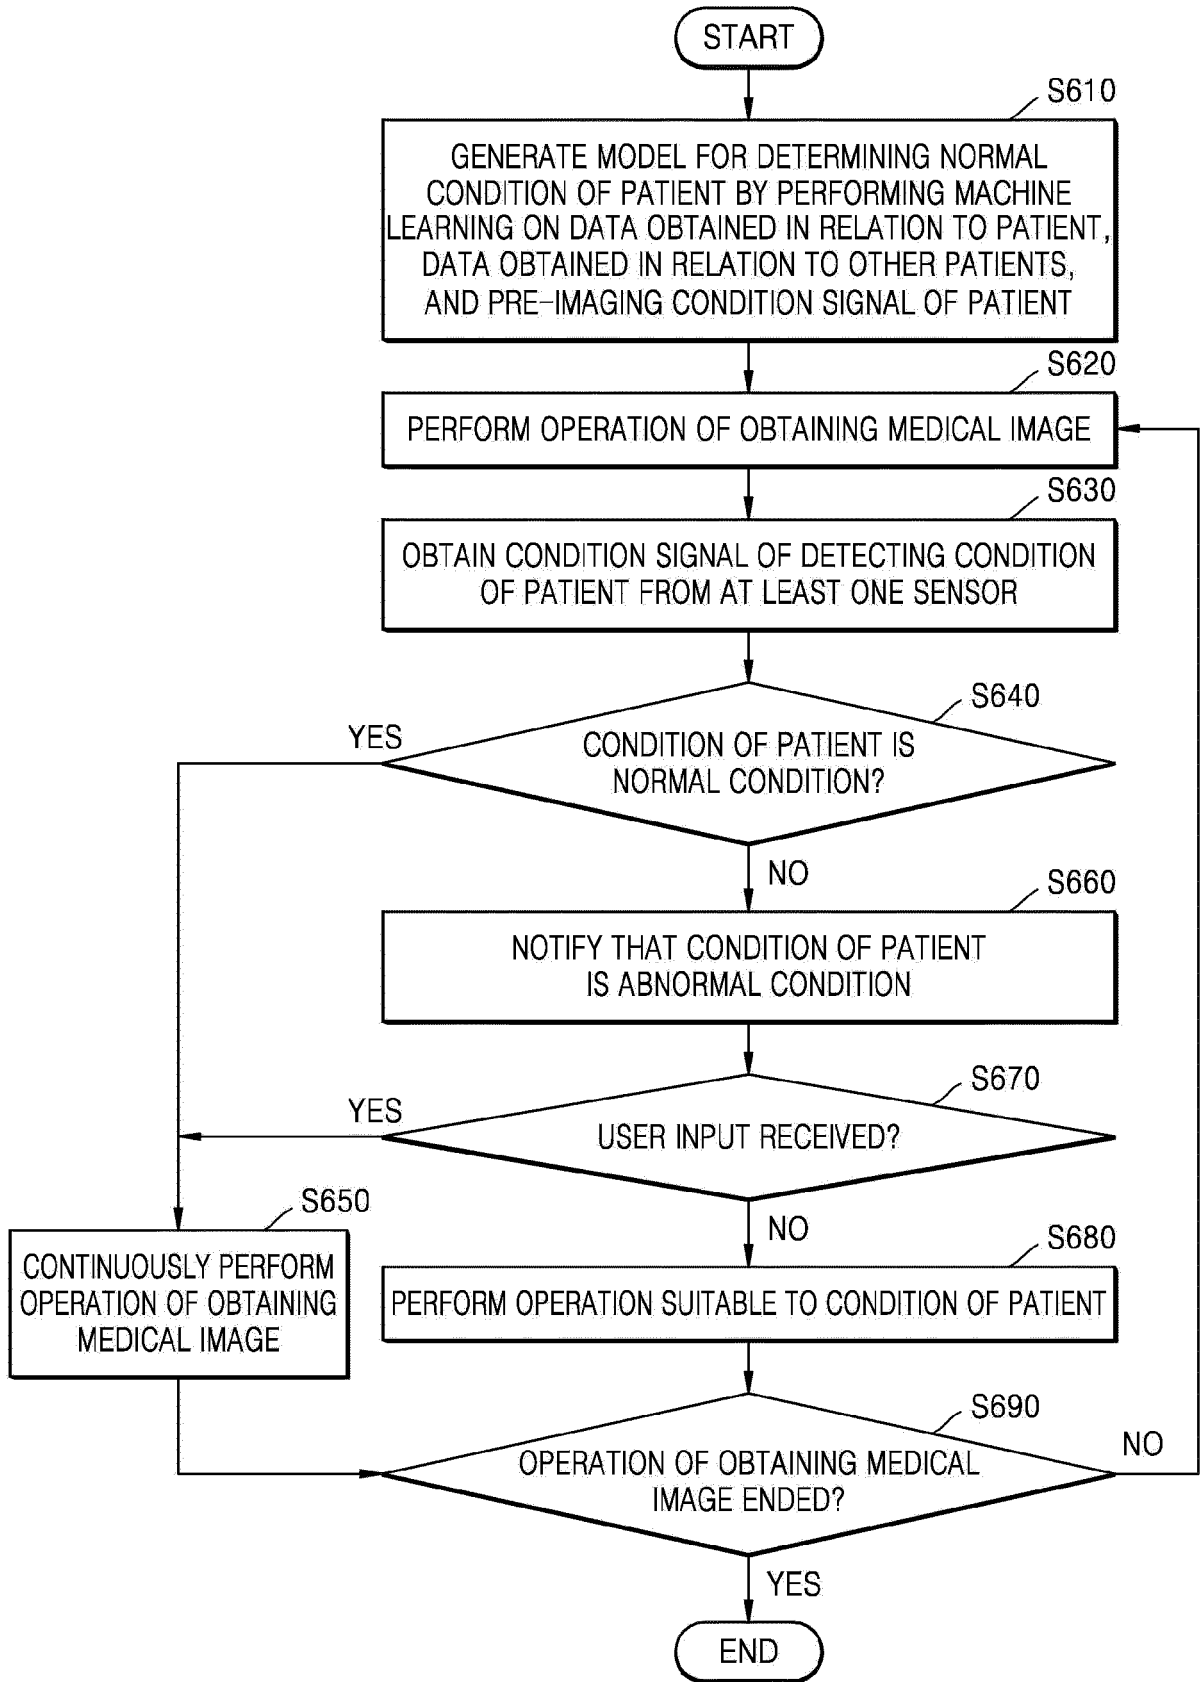 START
S610
GENERATE MODEL FOR DETERMINING NORMAL
CONDITION OF PATIENT BY PERFORMING MACHINE
LEARNING ON DATA OBTAINED IN RELATION TO PATIENT,
DATA OBTAINED IN RELATION TO OTHER PATIENTS,
AND PRE-IMAGING CONDITION SIGNAL OF PATIENT
S620
PERFORM OPERATION OF OBTAINING MEDICAL IMAGE
S630
OBTAIN CONDITION SIGNAL OF DETECTING CONDITION
OF PATIENT FROM AT LEAST ONE SENSOR
S640
YES
CONDITION OF PATIENT IS
NORMAL CONDITION?
NO
S660
NOTIFY THAT CONDITION OF PATIENT
IS ABNORMAL CONDITION
S670
YES
USER INPUT RECEIVED?
S650
NO
CONTINUOUSLY PERFORM
OPERATION OF OBTAINING
MEDICAL IMAGE
S680
PERFORM OPERATION SUITABLE TO CONDITION OF PATIENT
S690
NO
OPERATION OF OBTAINING MEDICAL
IMAGE ENDED?
YES
END